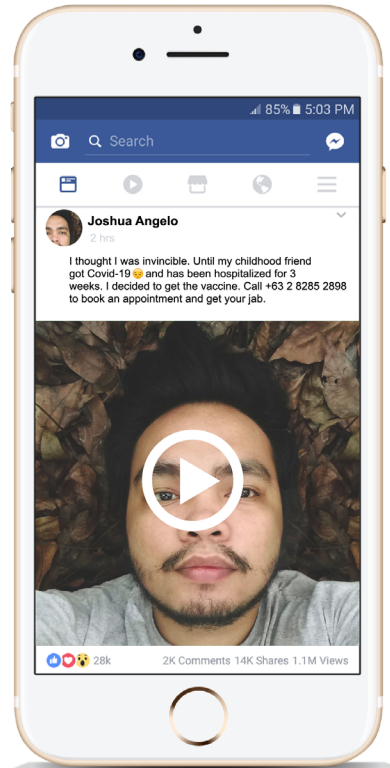 85% 5:03 PM
Search
Joshua Angelo
2 hrs
I thought I was invincible. Until my childhood friend
got Covid-19😔and has been hospitalized for 3
weeks. I decided to get the vaccine. Call +63 2 8285 2898
to book an appointment and get your jab.
28k 2K Comments 14K Shares 1.1M Views